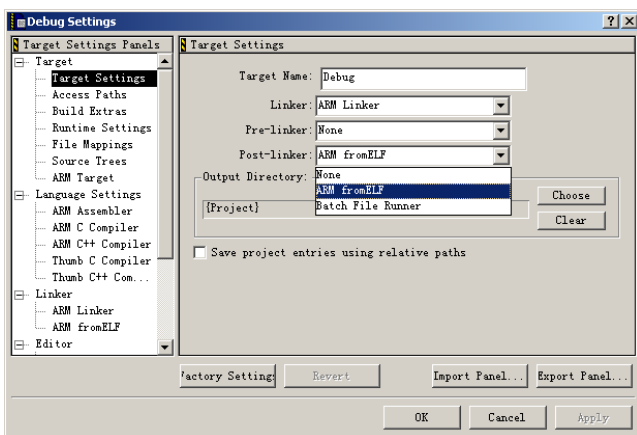 Debug Settings
Target Settings Panels
Target
Target Settings
Access Paths
Build Extras
Runtime Settings
File Mappings
Source Trees
ARM Target
Language Settings
ARM Assembler
ARM C Compiler
ARM C++ Compiler
Thumb C Compiler
Thumb C++ Com...
Linker
ARM Linker
ARM fromELF
Editor
Target Settings
Target Name: Debug
Linker: ARM Linker
Pre-linker: None
Post-linker: ARM fromELF
None
ARM fromELF
Batch File Runner
Output Directory:
{Project}
Choose
Clear
Save project entries using relative paths
actory Setting
Revert
Import Panel...
Export Panel...
OK
Cancel
Apply